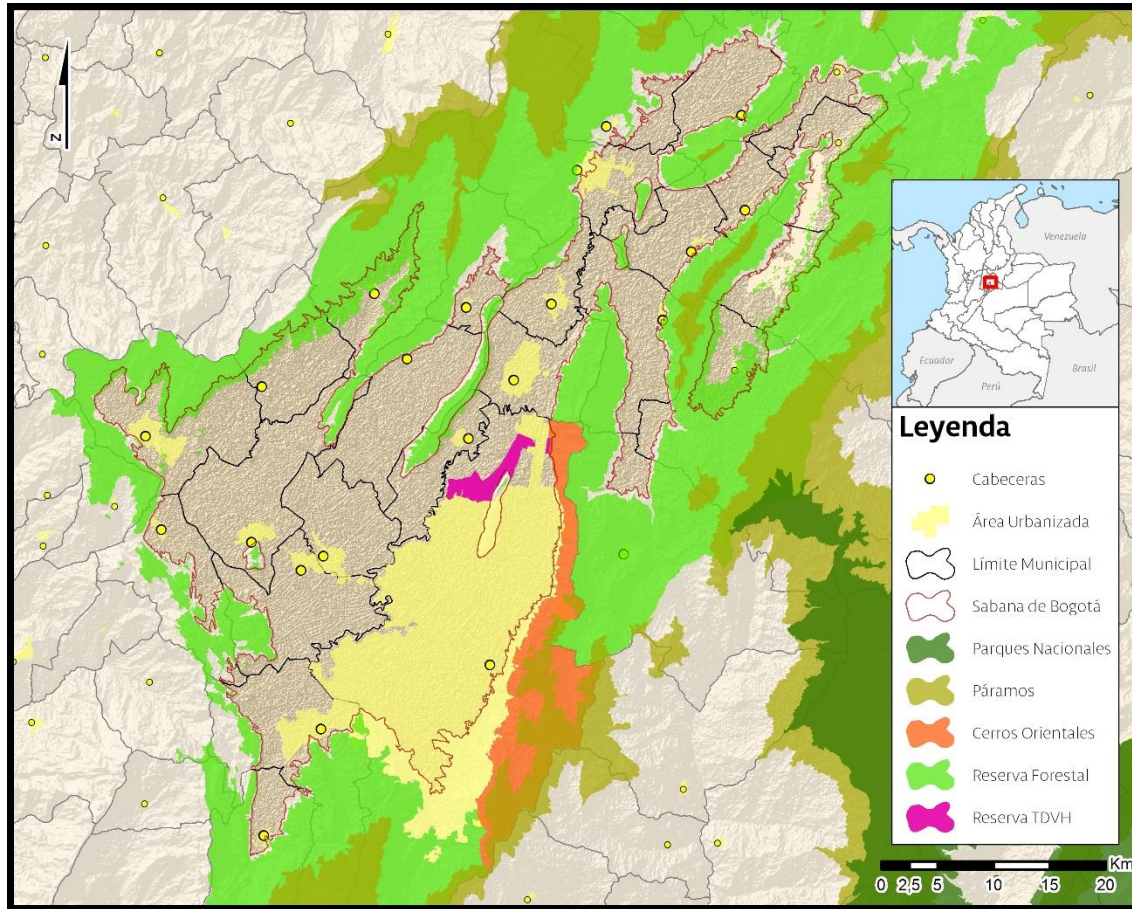 N
Venezuela
Ecuador
Perú
Brasil
Leyenda
Cabeceras
Área Urbanizada
Límite Municipal
Sabana de Bogotá
Parques Nacionales
Páramos
Cerros Orientales
Reserva Forestal
Reserva TDVH
Km
0 2,5 5 10 15 20